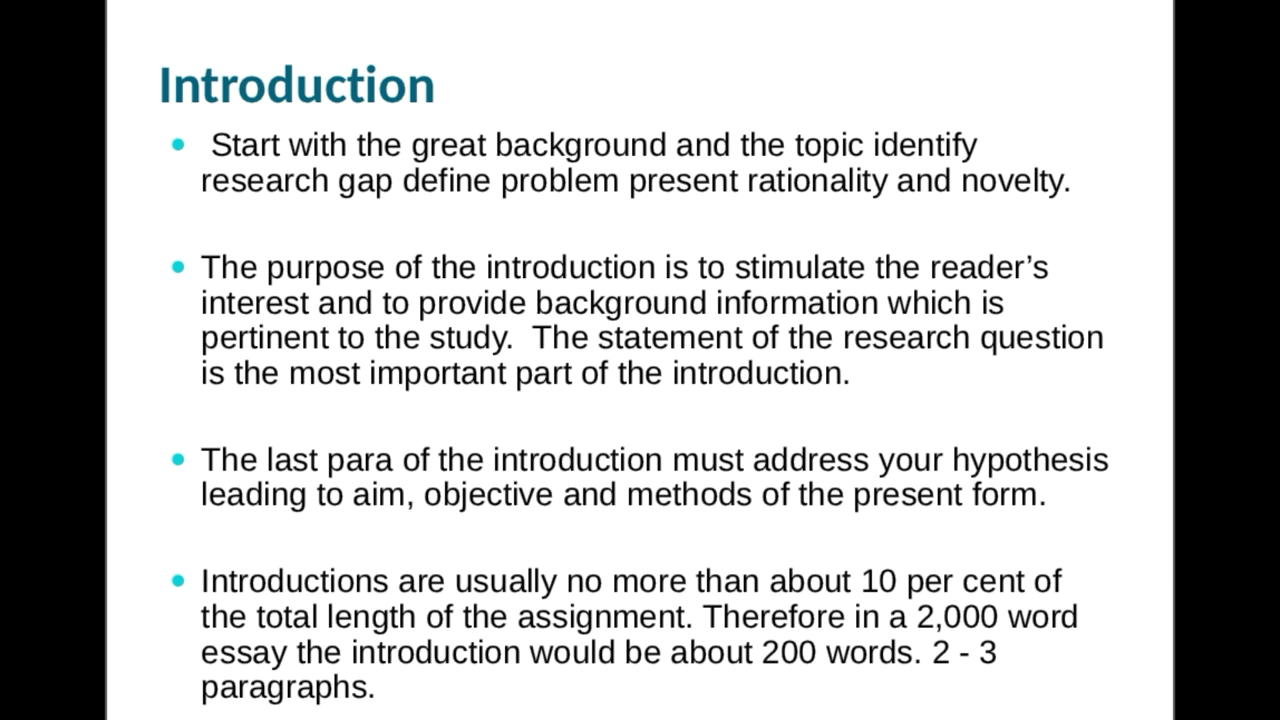 Introduction
Start with the great background and the topic identify
research gap define problem present rationality and novelty.
The purpose of the introduction is to stimulate the reader’s
interest and to provide background information which is
pertinent to the study.  The statement of the research question
is the most important part of the introduction.
The last para of the introduction must address your hypothesis
leading to aim, objective and methods of the present form.
Introductions are usually no more than about 10 per cent of
the total length of the assignment. Therefore in a 2,000 word
essay the introduction would be about 200 words. 2 - 3
paragraphs.